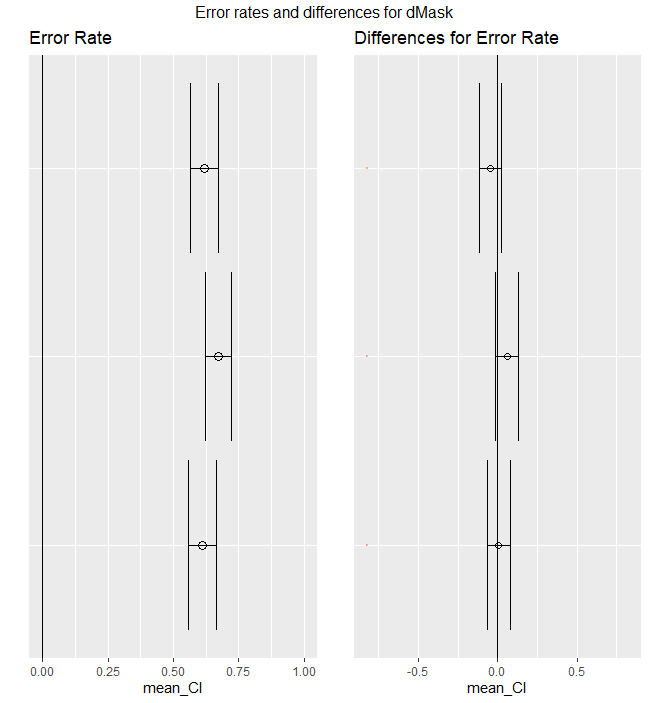 Error rates and differences for dMask
Error Rate
Differences for Error Rate
0.00 0.25 0.50 0.75 1.00
mean_CI
-0.5 0.0 0.5
mean_CI